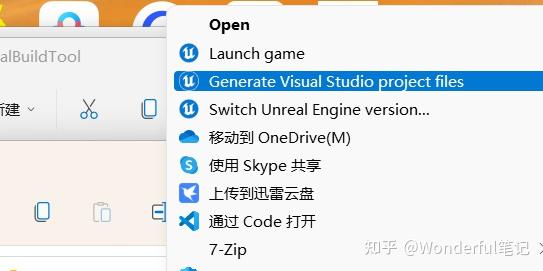 Open
alBuildTool
Launch game
Generate Visual Studio project files
新建
Switch Unreal Engine version...
移动到 OneDrive(M)
使用 Skype 共享
上传到迅雷云盘
通过 Code 打开
7-Zip
知乎 @Wonderful笔记